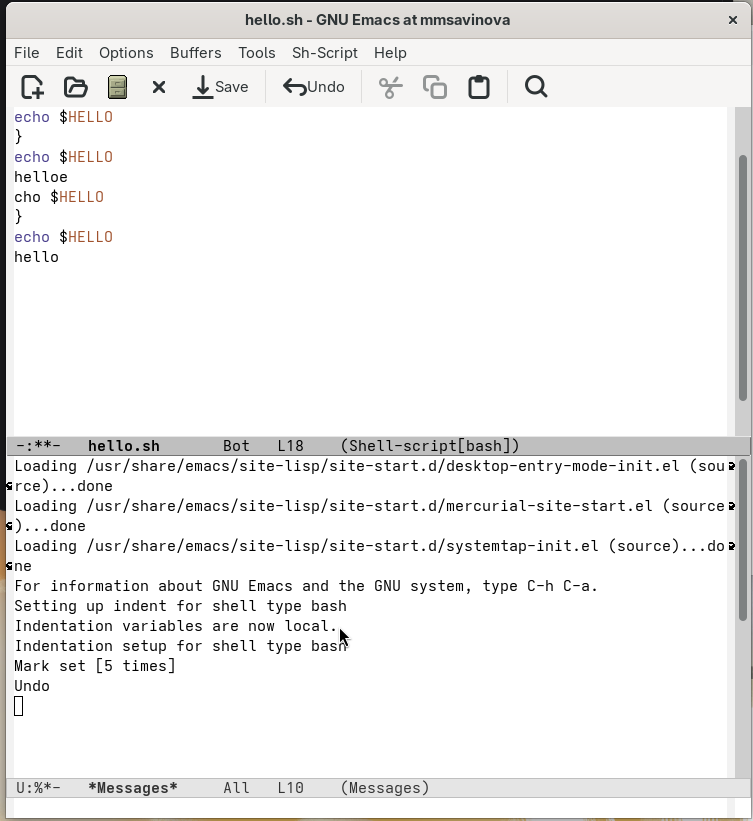 hello.sh - GNU Emacs at mmsavinova ×
File Edit Options Buffers Tools Sh-Script Help
Save Undo
echo $HELLO
}
echo $HELLO
helloe
cho $HELLO
}
echo $HELLO
hello
-:**- hello.sh Bot L18 (Shell-script[bash])
Loading /usr/share/emacs/site-lisp/site-start.d/desktop-entry-mode-init.el (sou
rce)...done
Loading /usr/share/emacs/site-lisp/site-start.d/mercurial-site-start.el (source
)...done
Loading /usr/share/emacs/site-lisp/site-start.d/systemtap-init.el (source)...do
ne
For information about GNU Emacs and the GNU system, type C-h C-a.
Setting up indent for shell type bash
Indentation variables are now local.
Indentation setup for shell type bash
Mark set [5 times]
Undo
U:%*- *Messages* All L10 (Messages)